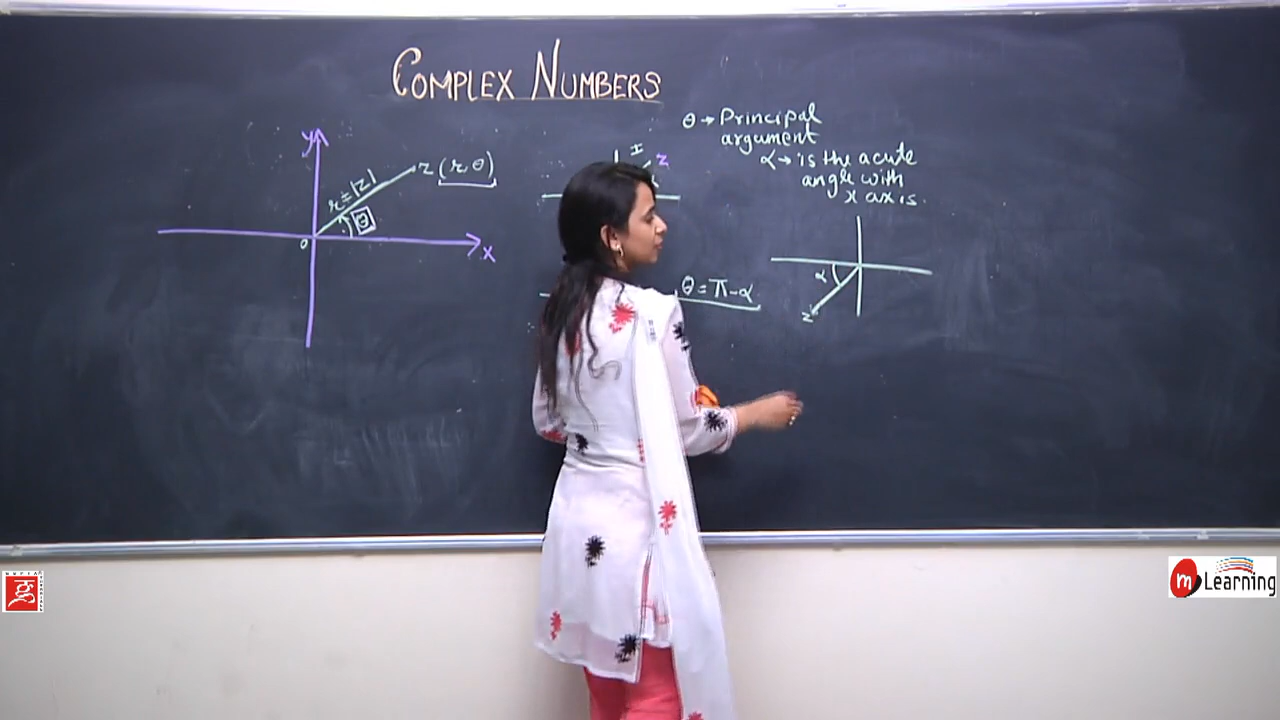 COMPLEX NUMBERS
θ → Principal
argument
α → is the acute
angle with
x axis.
y
z (r, θ)
r = |z|
θ
o
x
I
z
θ = π - α
α
z
m Learning